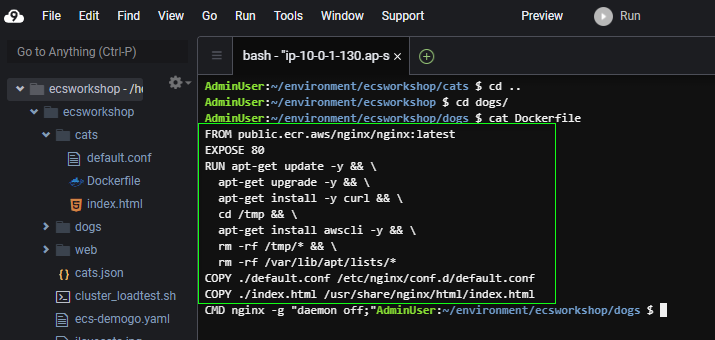 File Edit Find View Go Run Tools Window Support Preview Run
Go to Anything (Ctrl-P)
bash - "ip-10-0-1-130.ap-s
ecsworkshop - /ho
ecsworkshop
cats
default.conf
Dockerfile
index.html
dogs
web
cats.json
cluster_loadtest.sh
ecs-demogo.yaml
AdminUser:~/environment/ecsworkshop/cats $ cd ..
AdminUser:~/environment/ecsworkshop $ cd dogs/
AdminUser:~/environment/ecsworkshop/dogs $ cat Dockerfile
FROM public.ecr.aws/nginx/nginx:latest
EXPOSE 80
RUN apt-get update -y && \
apt-get upgrade -y && \
apt-get install -y curl && \
cd /tmp && \
apt-get install awscli -y && \
rm -rf /tmp/* && \
rm -rf /var/lib/apt/lists/*
COPY ./default.conf /etc/nginx/conf.d/default.conf
COPY ./index.html /usr/share/nginx/html/index.html
CMD nginx -g "daemon off;"AdminUser:~/environment/ecsworkshop/dogs $